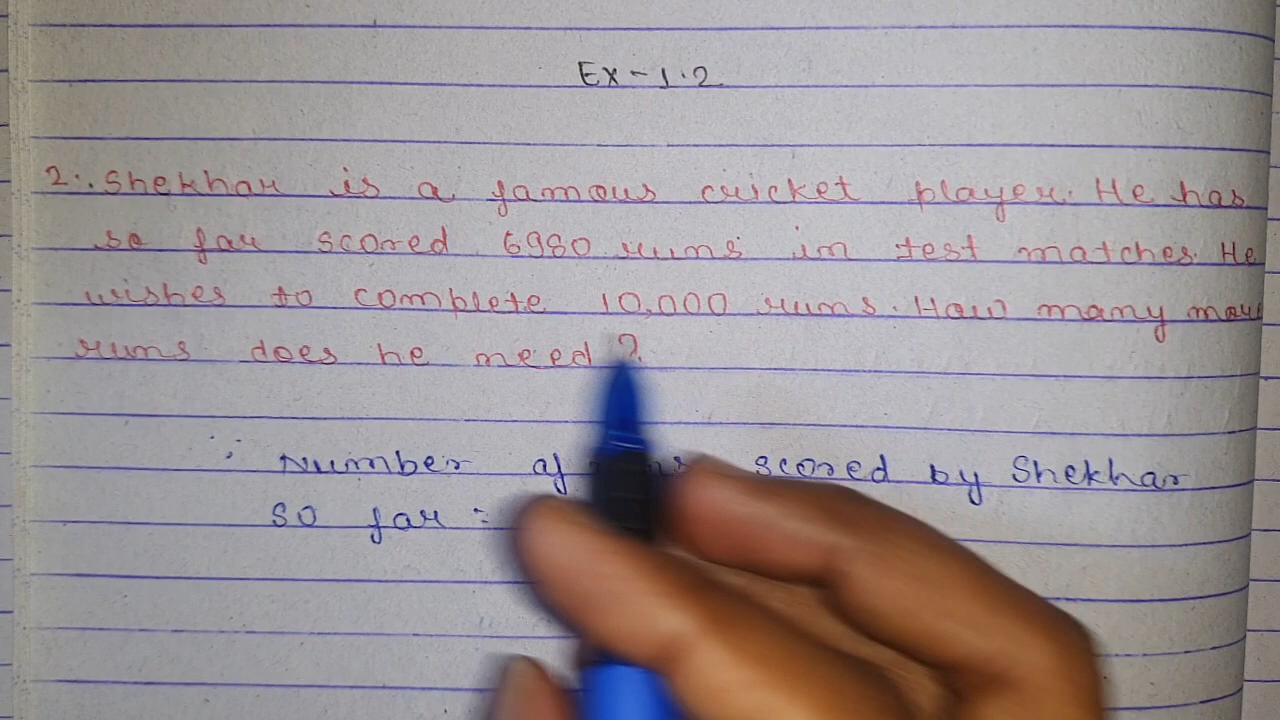 Ex-1.2
2. Shekhar is a famous cricket player. He has
so far scored 6980 runs in test matches. He
wishes to complete 10,000 runs. How many more
runs does he need?
∴ Number of scored by Shekhar
so far =